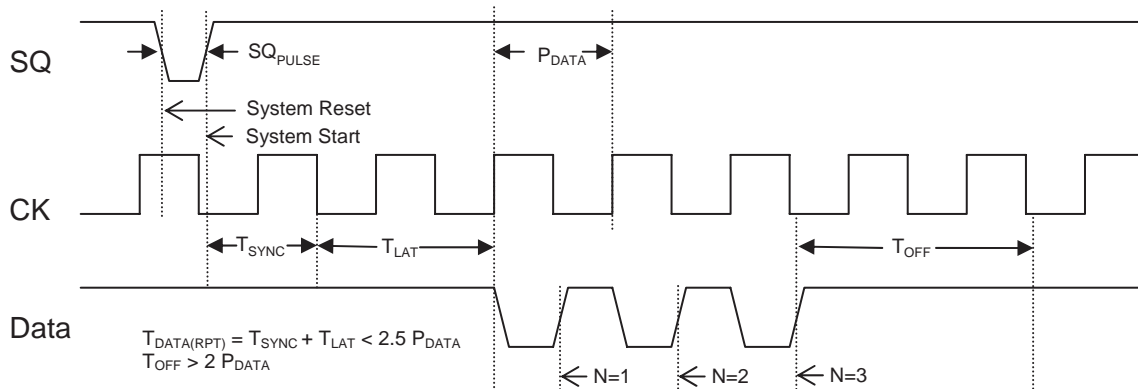 SQ
SQPULSE
PDATA
System Reset
System Start
CK
TSYNC
TLAT
TOFF
Data
TDATA(RPT) = TSYNC + TLAT < 2.5 PDATA
TOFF > 2 PDATA
N=1
N=2
N=3